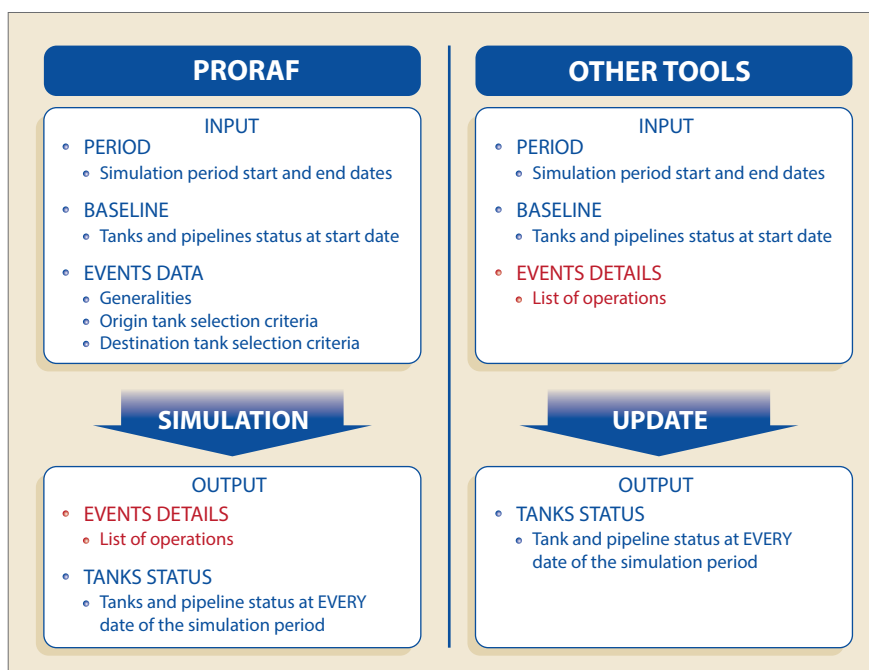 PRORAF
INPUT
PERIOD
Simulation period start and end dates
BASELINE
Tanks and pipelines status at start date
EVENTS DATA
Generalities
Origin tank selection criteria
Destination tank selection criteria
SIMULATION
OUTPUT
EVENTS DETAILS
List of operations
TANKS STATUS
Tanks and pipeline status at EVERY
date of the simulation period
OTHER TOOLS
INPUT
PERIOD
Simulation period start and end dates
BASELINE
Tanks and pipelines status at start date
EVENTS DETAILS
List of operations
UPDATE
OUTPUT
TANKS STATUS
Tank and pipeline status at EVERY
date of the simulation period